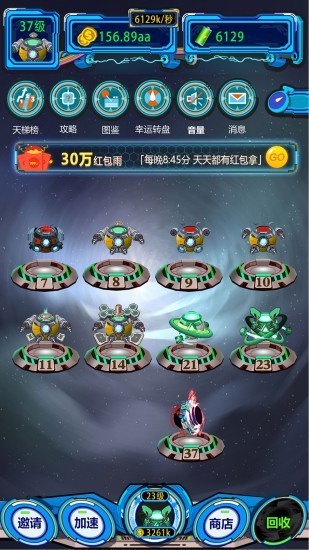 37级
6129k/秒
156.89aa
6129
天梯榜
攻略
图鉴
幸运转盘
音量
消息
30万红包雨
「每晚8:45分 天天都有红包拿」
GO
7
8
9
10
11
14
21
23
37
邀请
加速
23级
3261k
商店
回收